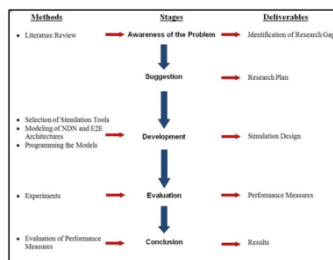 Methods Stages Deliverables
• Literature Review Awareness of the Problem Identification of Research Gap
Suggestion Research Plan
• Selection of Simulation Tools
• Modeling of NDN and E2E
Architectures Development Simulation Design
• Programming the Models
• Experiments Evaluation Performance Measures
• Evaluation of Performance
Measures Conclusion Results